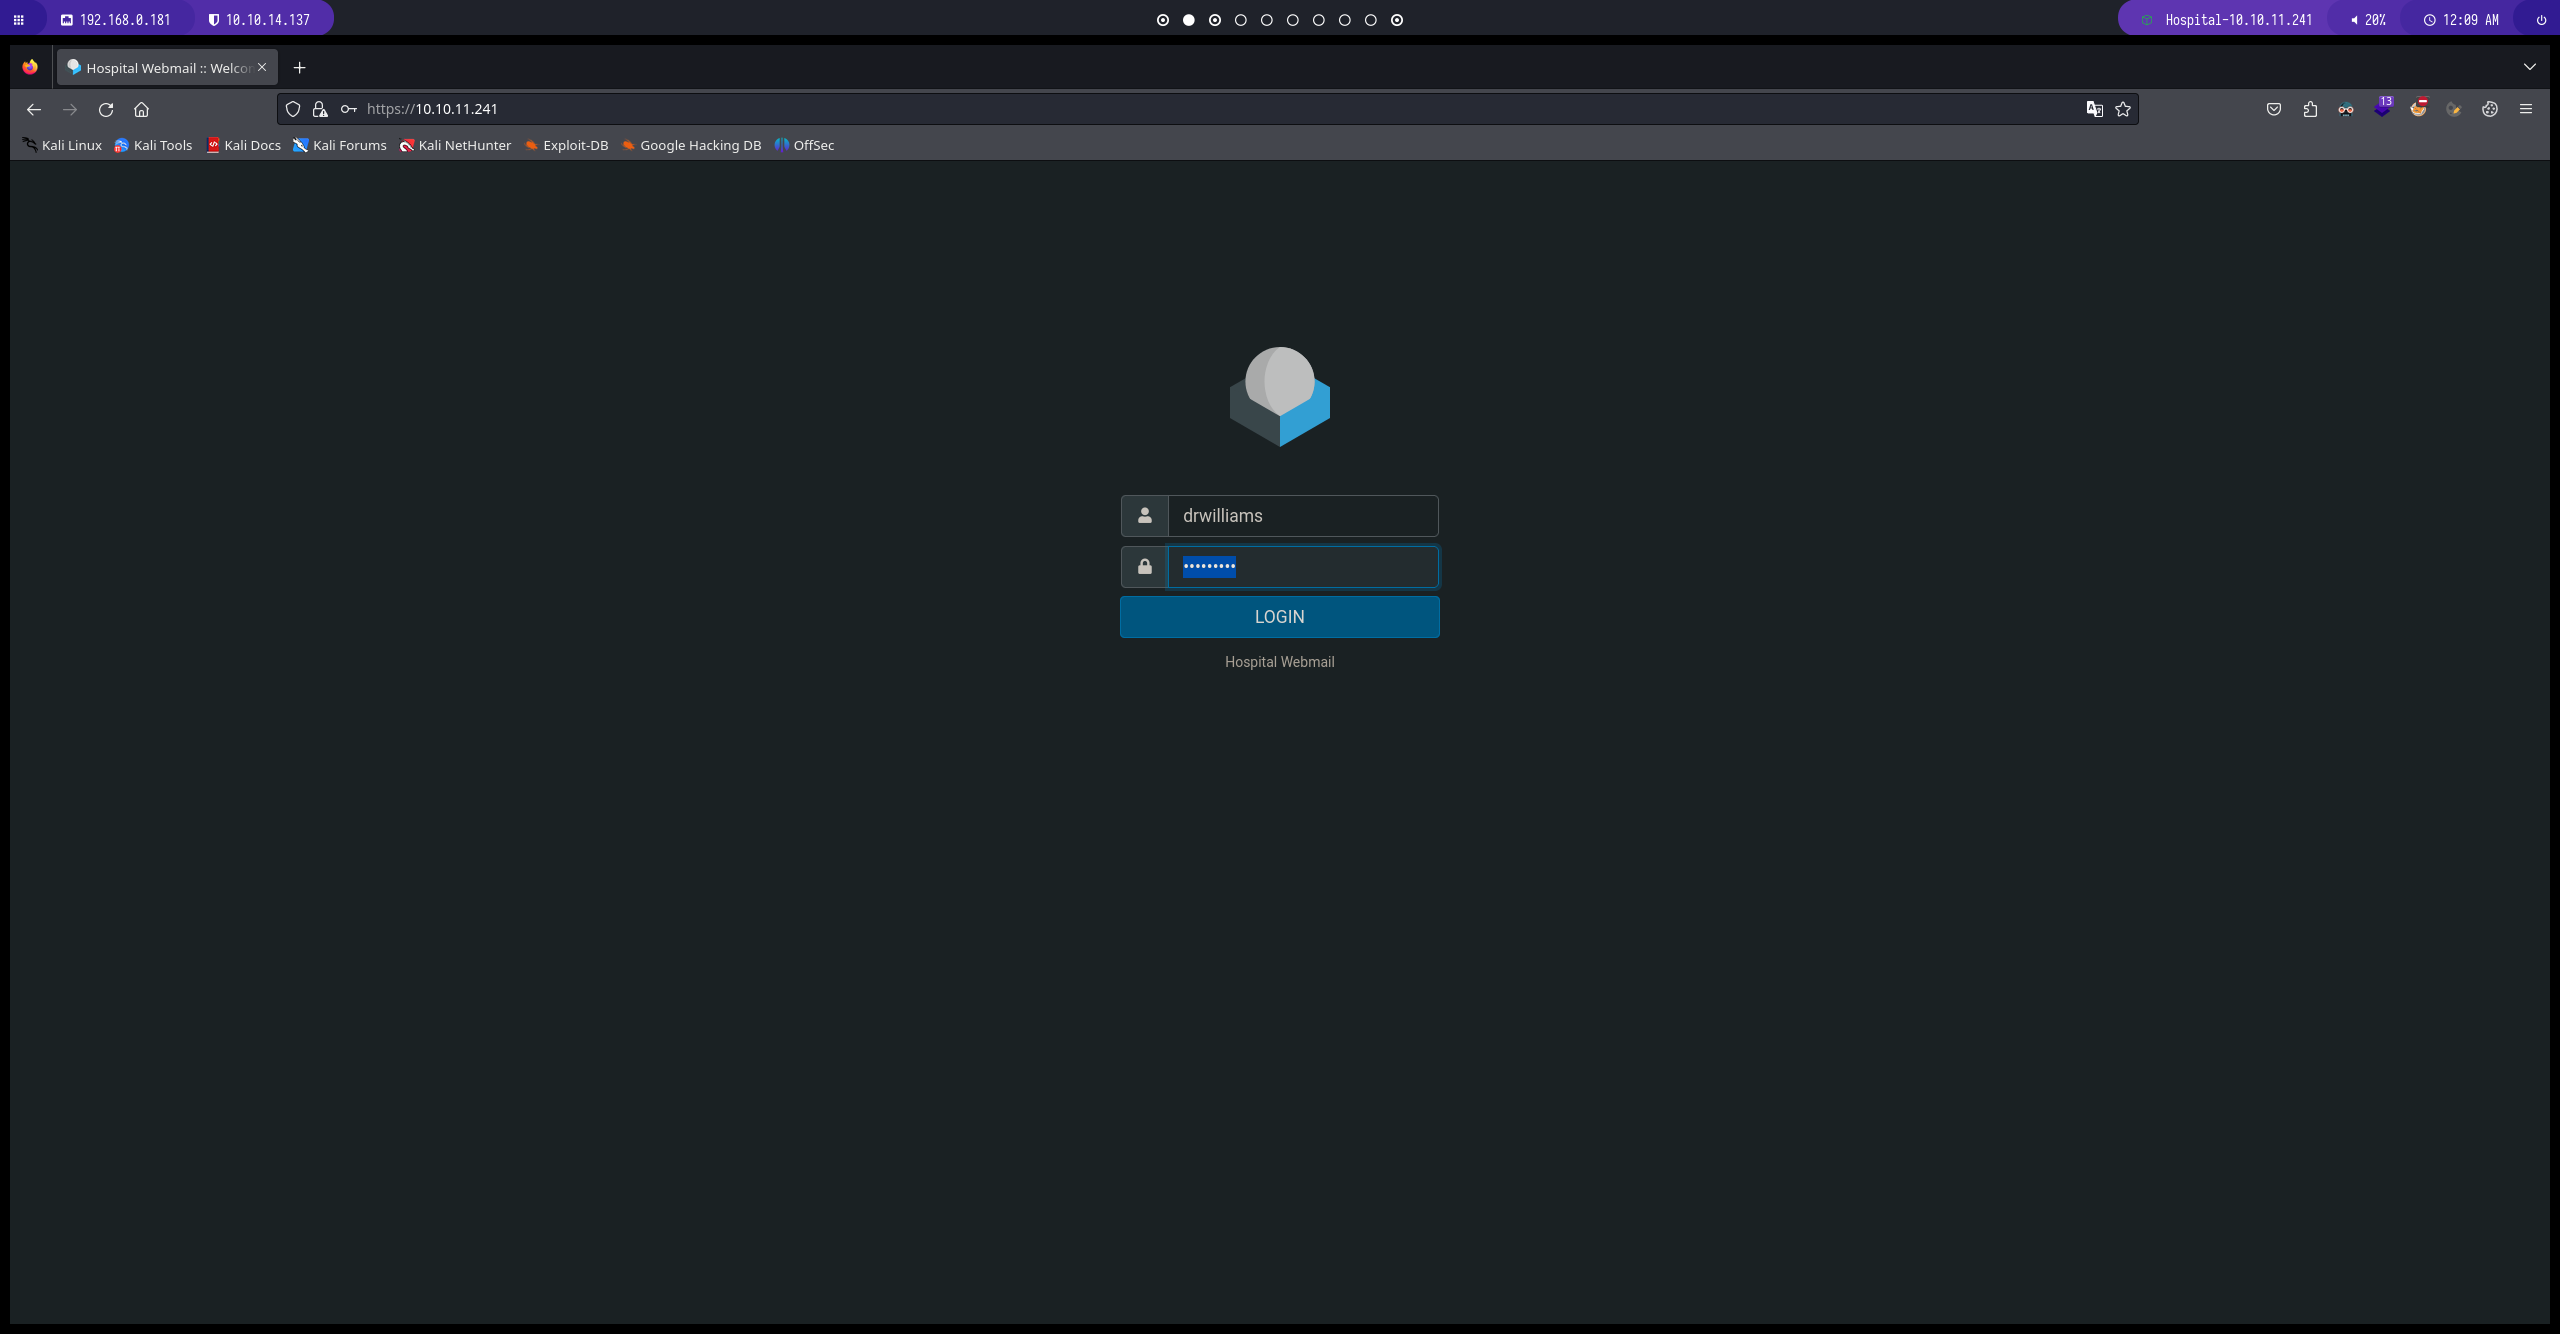 192.168.0.181 10.10.14.137 Hospital-10.10.11.241 20% 12:09 AM
Hospital Webmail :: Welco
https://10.10.11.241 13
Kali Linux Kali Tools Kali Docs Kali Forums Kali NetHunter Exploit-DB Google Hacking DB OffSec
drwilliams
•••••••••
LOGIN
Hospital Webmail